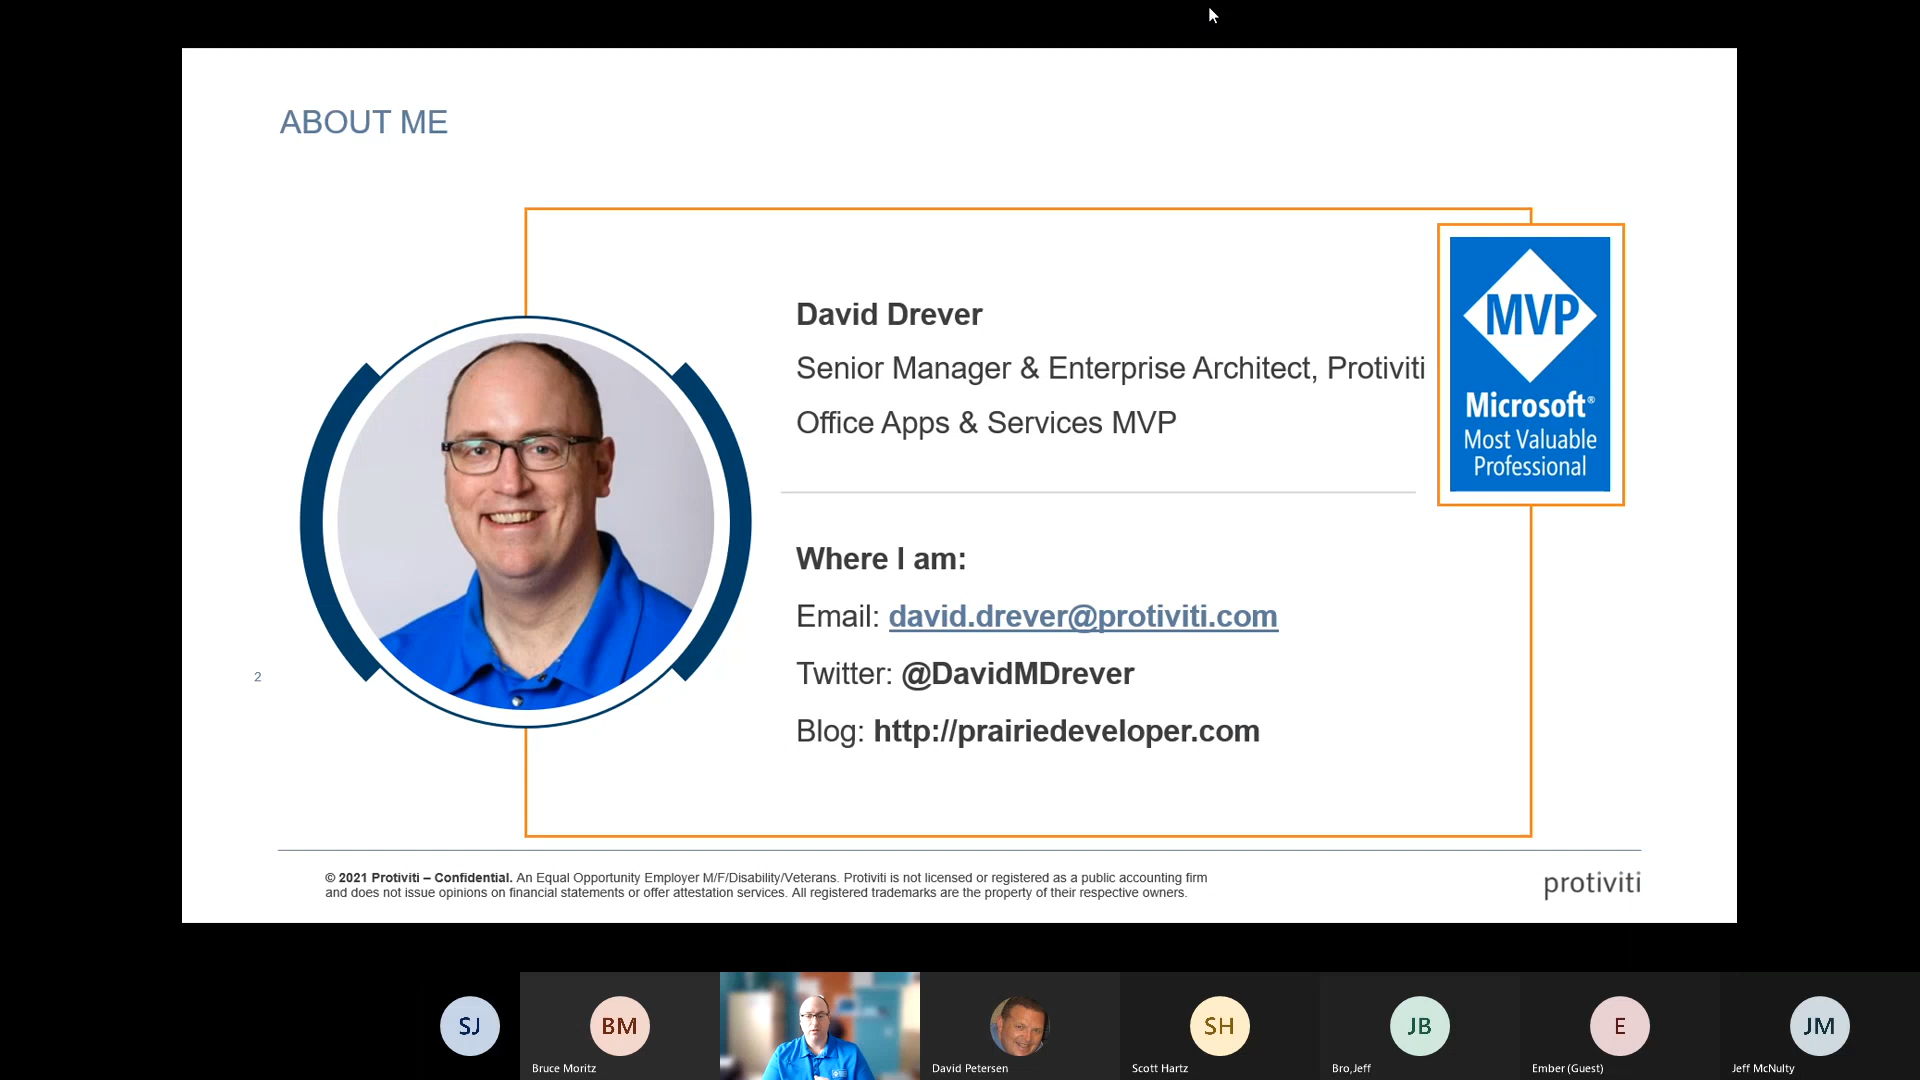 ABOUT ME
David Drever
Senior Manager & Enterprise Architect, Protiviti
Office Apps & Services MVP
MVP
Microsoft®
Most Valuable
Professional
Where I am:
Email: david.drever@protiviti.com
Twitter: @DavidMDrever
Blog: http://prairiedeveloper.com
2
© 2021 Protiviti – Confidential. An Equal Opportunity Employer M/F/Disability/Veterans. Protiviti is not licensed or registered as a public accounting firm
and does not issue opinions on financial statements or offer attestation services. All registered trademarks are the property of their respective owners.
protiviti
SJ
BM
Bruce Moritz
David Petersen
SH
Scott Hartz
JB
Bro,Jeff
E
Ember (Guest)
JM
Jeff McNulty